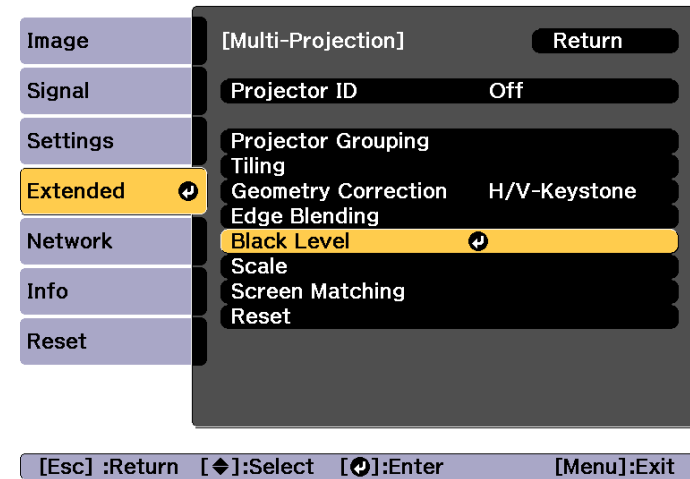 Image
Signal
Settings
Extended
Network
Info
Reset
[Multi-Projection] Return
Projector ID Off
Projector Grouping
Tiling
Geometry Correction H/V-Keystone
Edge Blending
Black Level
Scale
Screen Matching
Reset
[Esc] :Return [◆]:Select [↵]:Enter [Menu]:Exit